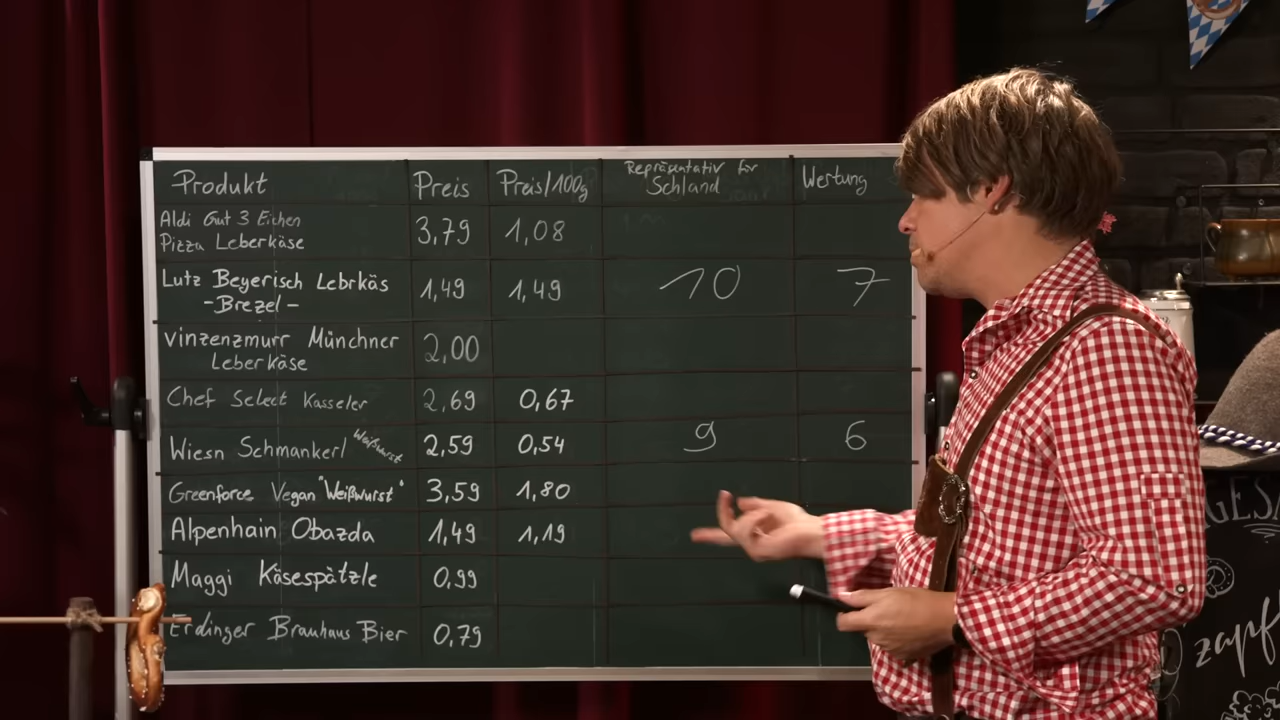 Produkt Preis Preis/100g Repräsentativ für Schland Wertung
Aldi Gut 3 Eichen
Pizza Leberkäse 3,79 1,08
Lutz Beyerisch Lebrkäs
-Brezel- 1,49 1,49 10 7
Vinzenzmurr Münchner
Leberkäse 2,00
Chef Select Kasseler 2,69 0,67
Wiesn Schmankerl Weißwurst 2,59 0,54 9 6
Greenforce Vegan "Weißwurst" 3,59 1,80
Alpenhain Obazda 1,49 1,19
Maggi Käsespätzle 0,99
Erdinger Brauhaus Bier 0,79
zapf